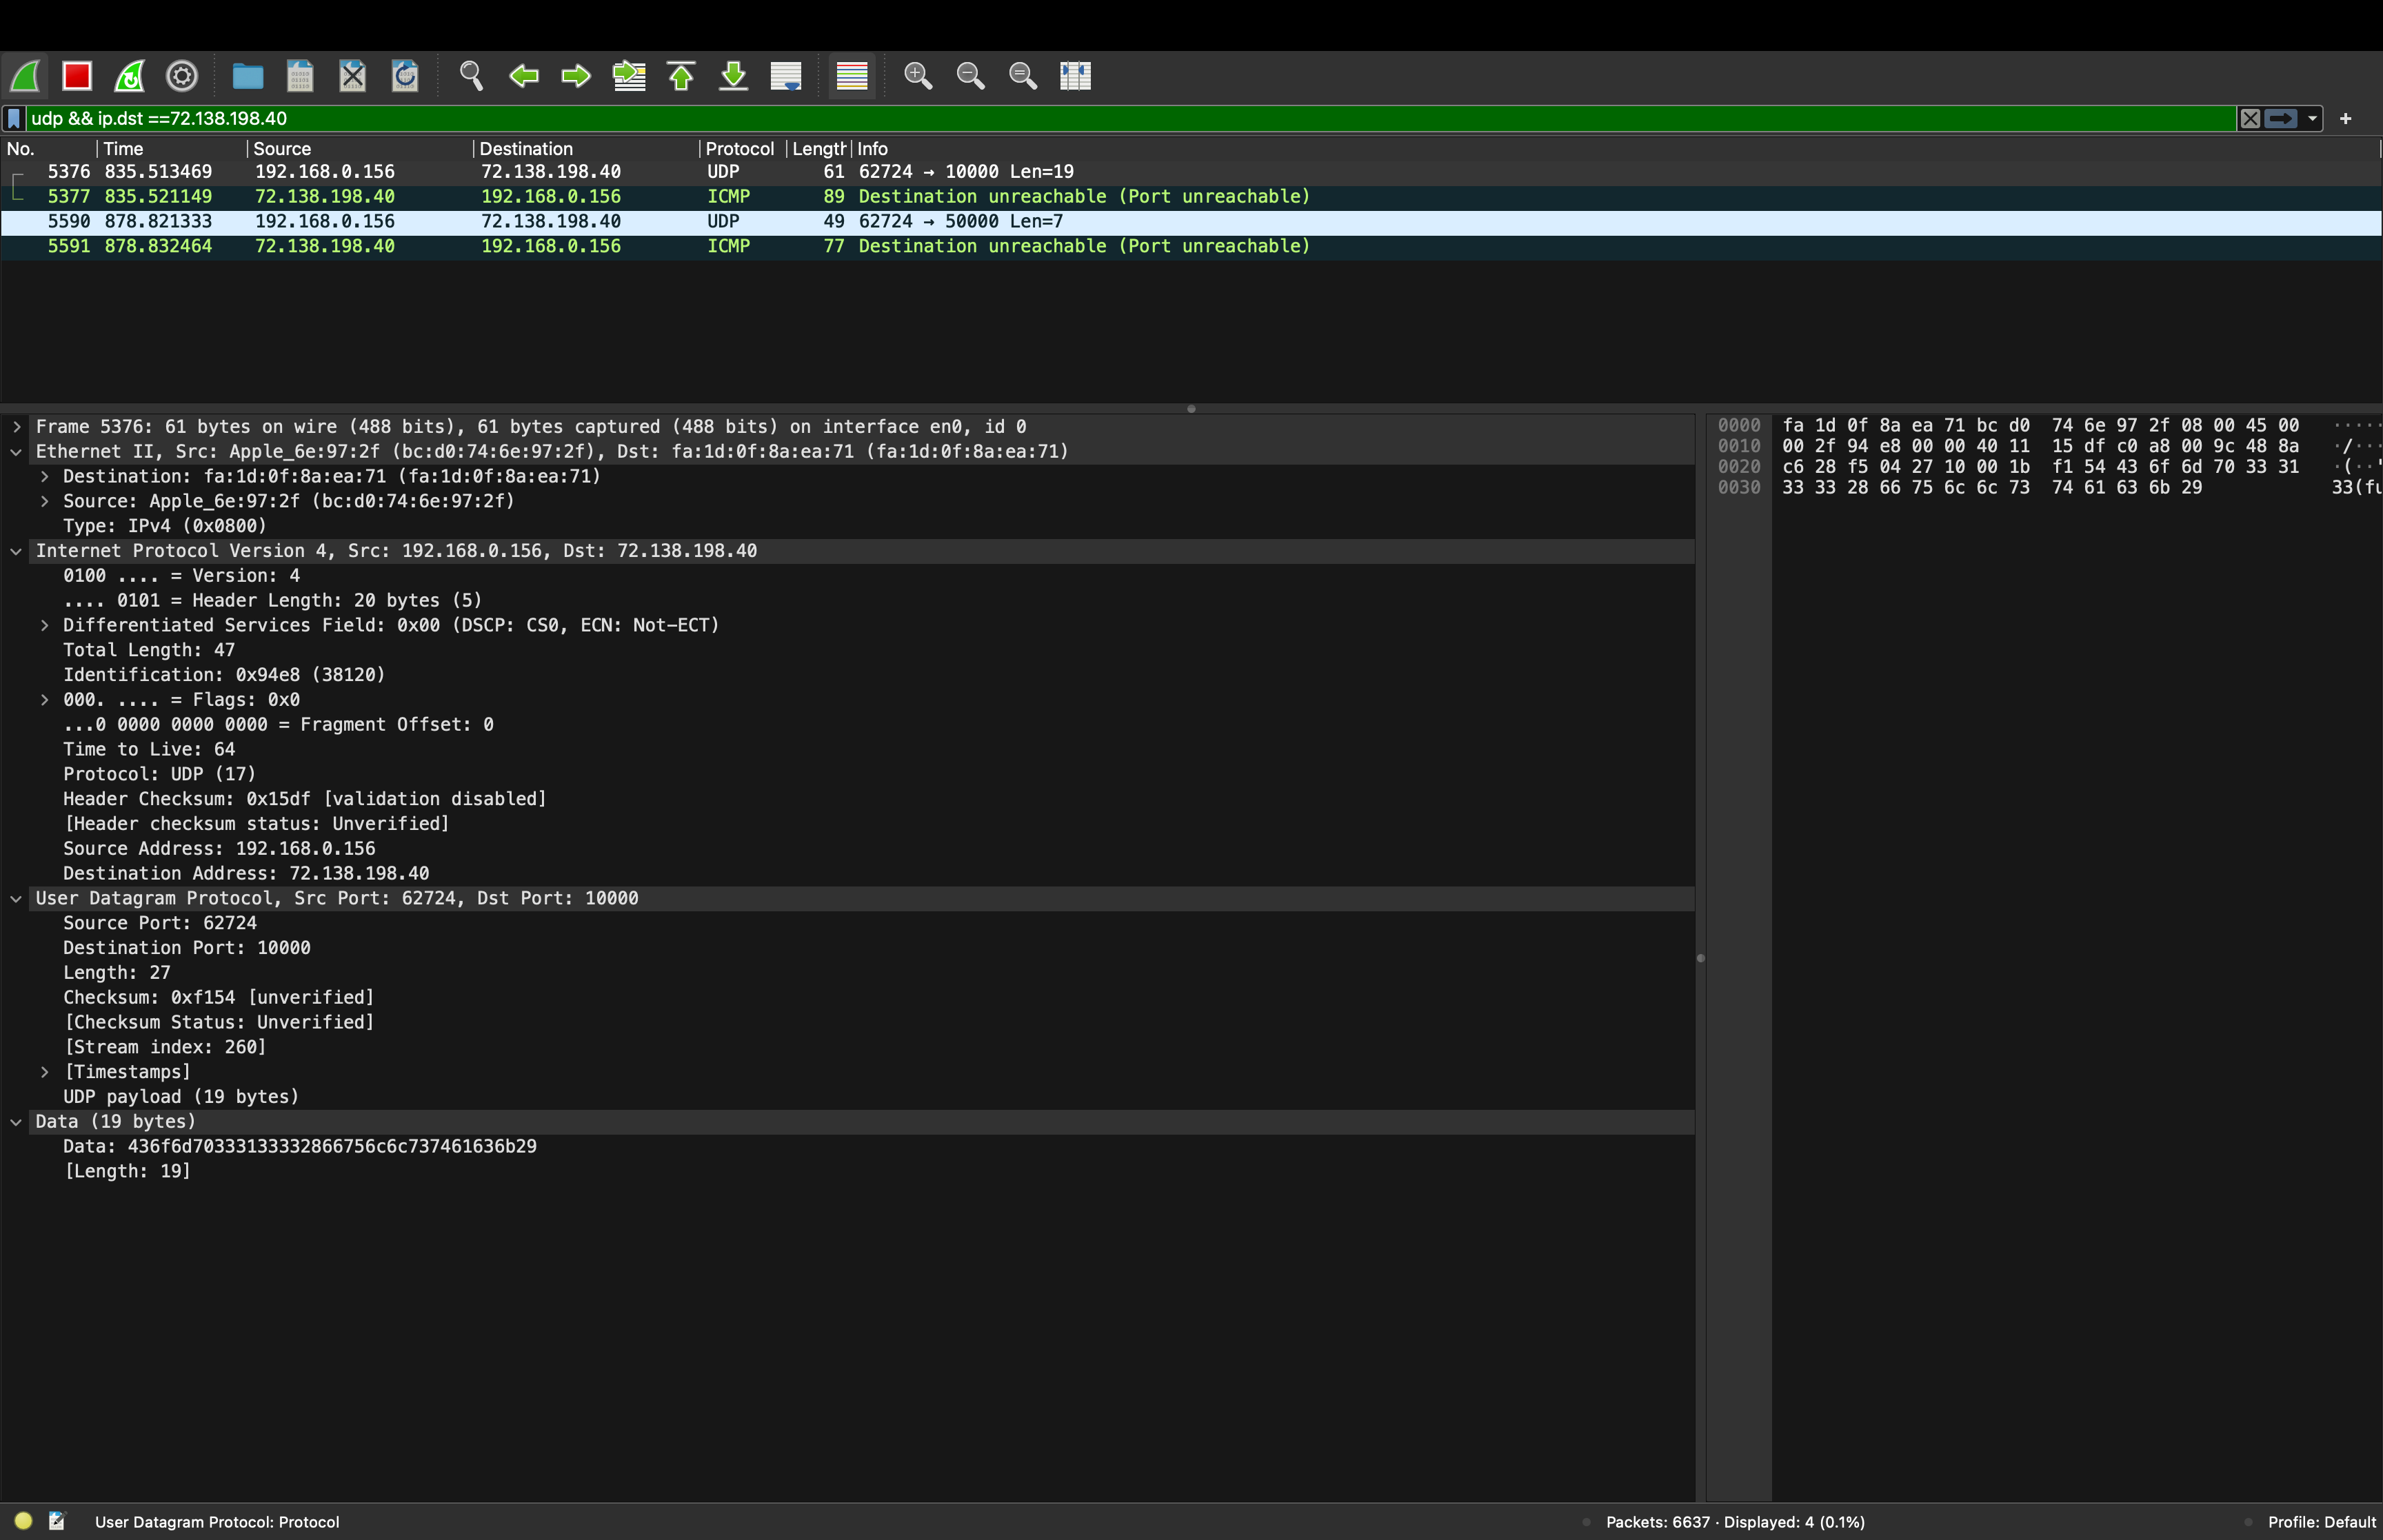 udp && ip.dst ==72.138.198.40
+
No. Time Source Destination Protocol Length Info
5376 835.513469 192.168.0.156 72.138.198.40 UDP 61 62724 → 10000 Len=19
5377 835.521149 72.138.198.40 192.168.0.156 ICMP 89 Destination unreachable (Port unreachable)
5590 878.821333 192.168.0.156 72.138.198.40 UDP 49 62724 → 50000 Len=7
5591 878.832464 72.138.198.40 192.168.0.156 ICMP 77 Destination unreachable (Port unreachable)
Frame 5376: 61 bytes on wire (488 bits), 61 bytes captured (488 bits) on interface en0, id 0
Ethernet II, Src: Apple_6e:97:2f (bc:d0:74:6e:97:2f), Dst: fa:1d:0f:8a:ea:71 (fa:1d:0f:8a:ea:71)
Destination: fa:1d:0f:8a:ea:71 (fa:1d:0f:8a:ea:71)
Source: Apple_6e:97:2f (bc:d0:74:6e:97:2f)
Type: IPv4 (0x0800)
Internet Protocol Version 4, Src: 192.168.0.156, Dst: 72.138.198.40
0100 .... = Version: 4
.... 0101 = Header Length: 20 bytes (5)
Differentiated Services Field: 0x00 (DSCP: CS0, ECN: Not-ECT)
Total Length: 47
Identification: 0x94e8 (38120)
000. .... = Flags: 0x0
...0 0000 0000 0000 = Fragment Offset: 0
Time to Live: 64
Protocol: UDP (17)
Header Checksum: 0x15df [validation disabled]
[Header checksum status: Unverified]
Source Address: 192.168.0.156
Destination Address: 72.138.198.40
User Datagram Protocol, Src Port: 62724, Dst Port: 10000
Source Port: 62724
Destination Port: 10000
Length: 27
Checksum: 0xf154 [unverified]
[Checksum Status: Unverified]
[Stream index: 260]
[Timestamps]
UDP payload (19 bytes)
Data (19 bytes)
Data: 436f6d70333133332866756c6c737461636b29
[Length: 19]
0000 fa 1d 0f 8a ea 71 bc d0 74 6e 97 2f 08 00 45 00 ·····
0010 00 2f 94 e8 00 00 40 11 15 df c0 a8 00 9c 48 8a ·/···
0020 c6 28 f5 04 27 10 00 1b f1 54 43 6f 6d 70 33 31 ·(··'
0030 33 33 28 66 75 6c 6c 73 74 61 63 6b 29 33(fu
User Datagram Protocol: Protocol
Packets: 6637 · Displayed: 4 (0.1%)
Profile: Default